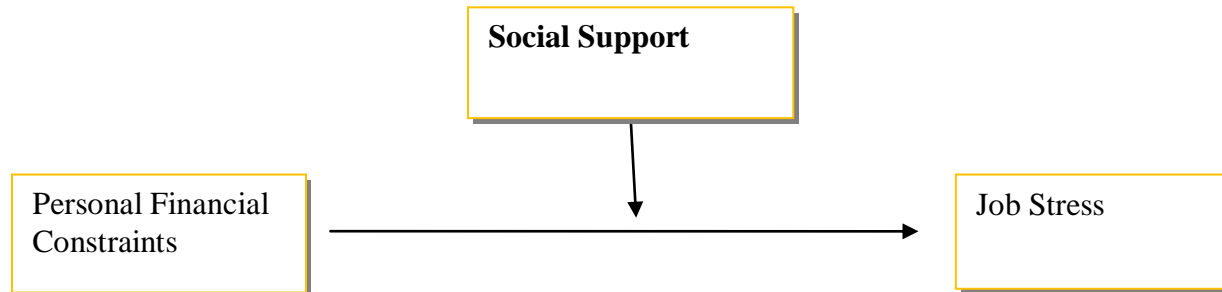 Social Support
Personal Financial
Constraints
Job Stress